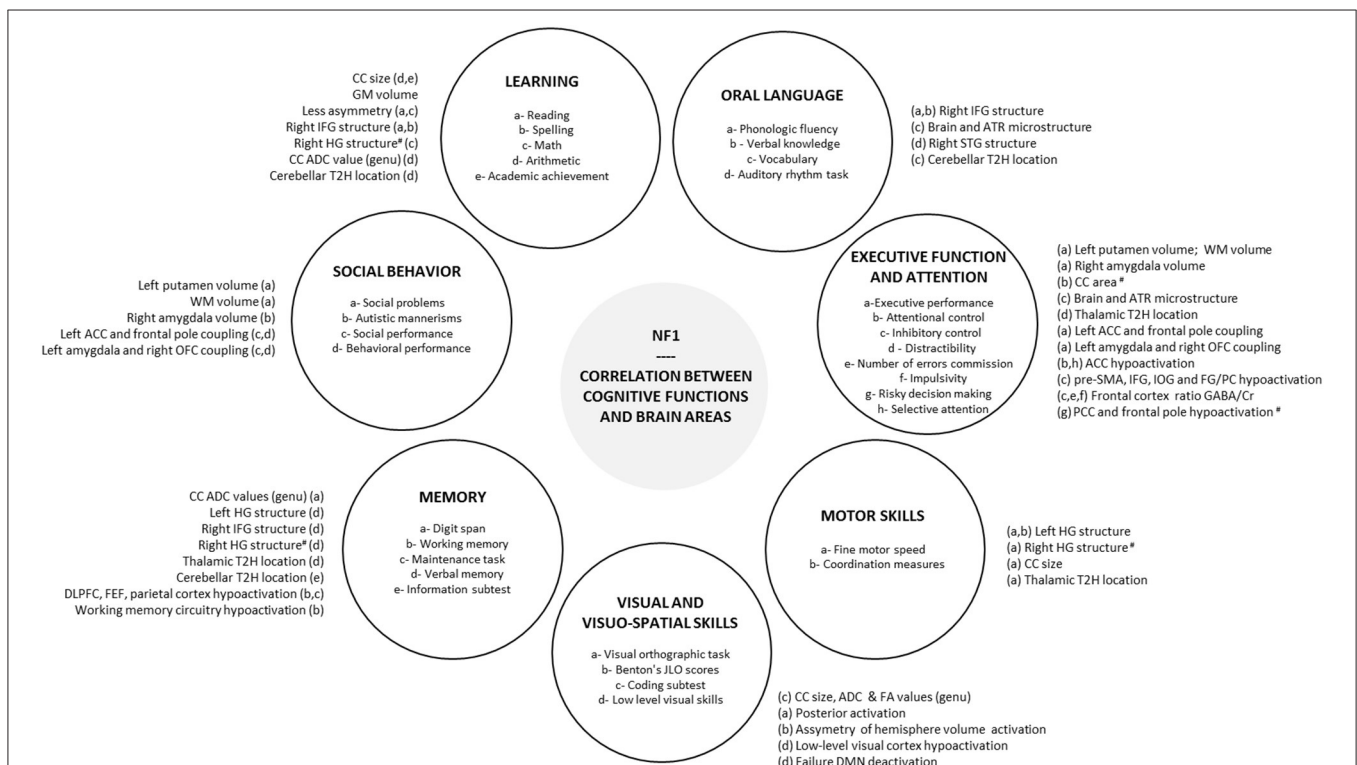 LEARNING
a- Reading
b- Spelling
c- Math
d- Arithmetic
e- Academic achievement
CC size (d,e)
GM volume
Less asymmetry (a,c)
Right IFG structure (a,b)
Right HG structure# (c)
CC ADC value (genu) (d)
Cerebellar T2H location (d)
ORAL LANGUAGE
a- Phonologic fluency
b - Verbal knowledge
c- Vocabulary
d- Auditory rhythm task
(a,b) Right IFG structure
(c) Brain and ATR microstructure
(d) Right STG structure
(c) Cerebellar T2H location
SOCIAL BEHAVIOR
a- Social problems
b- Autistic mannerisms
c- Social performance
d- Behavioral performance
Left putamen volume (a)
WM volume (a)
Right amygdala volume (b)
Left ACC and frontal pole coupling (c,d)
Left amygdala and right OFC coupling (c,d)
NF1
----
CORRELATION BETWEEN
COGNITIVE FUNCTIONS
AND BRAIN AREAS
EXECUTIVE FUNCTION
AND ATTENTION
a-Executive performance
b- Attentional control
c- Inhibitory control
d - Distractibility
e- Number of errors commission
f- Impulsivity
g- Risky decision making
h- Selective attention
(a) Left putamen volume; WM volume
(a) Right amygdala volume
(b) CC area #
(c) Brain and ATR microstructure
(d) Thalamic T2H location
(a) Left ACC and frontal pole coupling
(a) Left amygdala and right OFC coupling
(b,h) ACC hypoactivation
(c) pre-SMA, IFG, IOG and FG/PC hypoactivation
(c,e,f) Frontal cortex ratio GABA/Cr
(g) PCC and frontal pole hypoactivation #
MEMORY
a- Digit span
b- Working memory
c- Maintenance task
d- Verbal memory
e- Information subtest
CC ADC values (genu) (a)
Left HG structure (d)
Right IFG structure (d)
Right HG structure# (d)
Thalamic T2H location (d)
Cerebellar T2H location (e)
DLPFC, FEF, parietal cortex hypoactivation (b,c)
Working memory circuitry hypoactivation (b)
MOTOR SKILLS
a- Fine motor speed
b- Coordination measures
(a,b) Left HG structure
(a) Right HG structure#
(a) CC size
(a) Thalamic T2H location
VISUAL AND
VISUO-SPATIAL SKILLS
a- Visual orthographic task
b- Benton's JLO scores
c- Coding subtest
d- Low level visual skills
(c) CC size, ADC & FA values (genu)
(a) Posterior activation
(b) Assymetry of hemisphere volume activation
(d) Low-level visual cortex hypoactivation
(d) Failure DMN deactivation